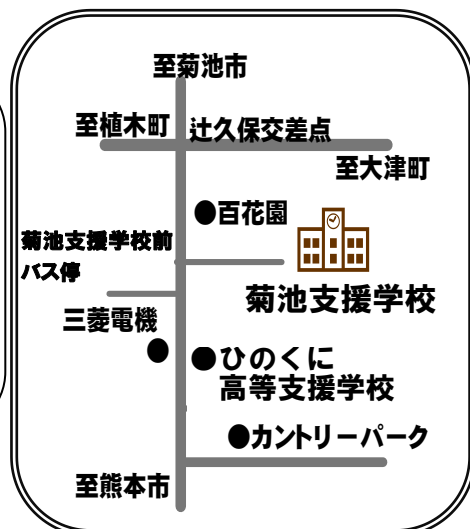 至菊池市
至植木町
辻久保交差点
至大津町
●百花園
菊池支援学校前
バス停
菊池支援学校
三菱電機
●ひのくに
高等支援学校
●カントリーパーク
至熊本市